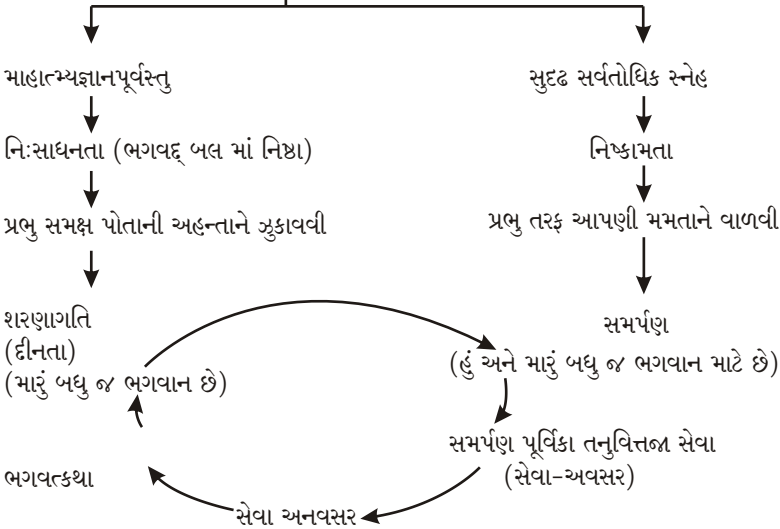 માહાત્મ્યજ્ઞાનપૂર્વસ્તુ
નિઃસાધનતા (ભગવદ્ બલ માં નિષ્ઠા)
પ્રભુ સમક્ષ પોતાની અહન્તાને ઝુકાવવી
શરણાગતિ
(દીનતા)
(મારું બધુ જ ભગવાન છે)
સુદઢ સર્વતોધિક સ્નેહ
નિષ્કામતા
પ્રભુ તરફ આપણી મમતાને વાળવી
સમર્પણ
(હું અને મારું બધુ જ ભગવાન માટે છે)
સમર્પણ પૂર્વિકા તનુવિત્તજા સેવા
(સેવા-અવસર)
સેવા અનવસર
ભગવત્કથા